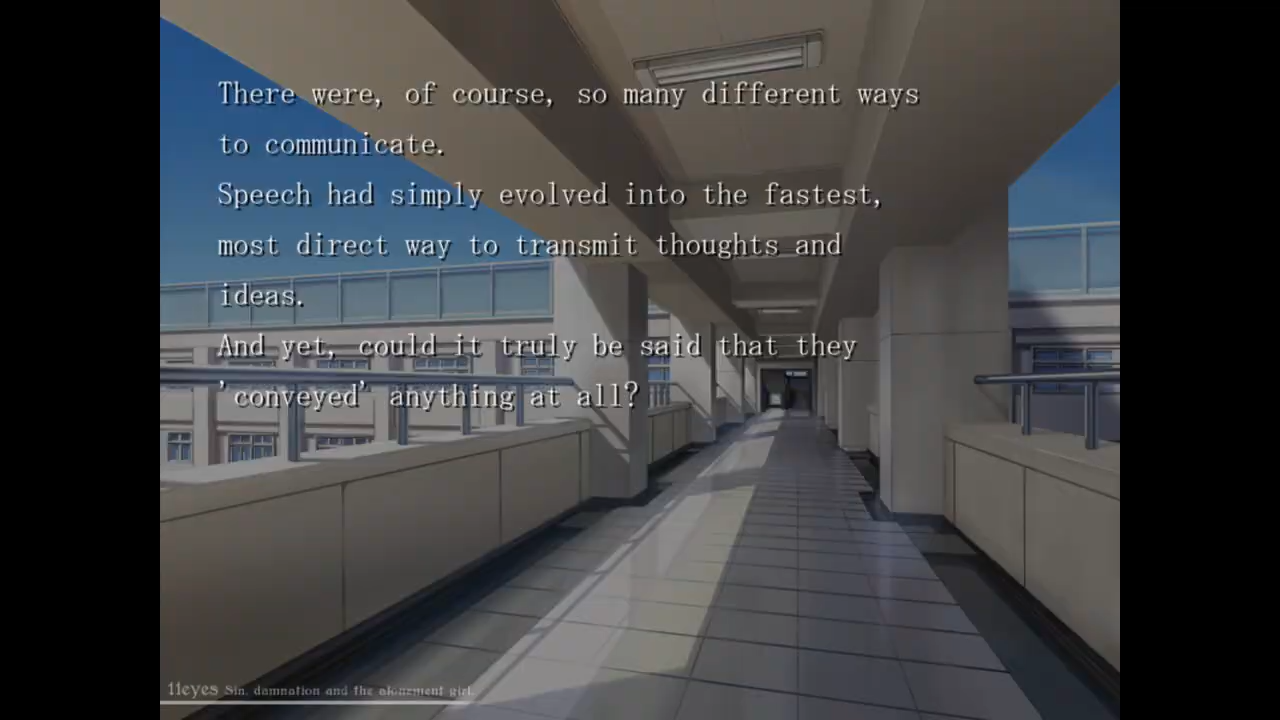 There were, of course, so many different ways
to communicate.
Speech had simply evolved into the fastest,
most direct way to transmit thoughts and
ideas.
And yet, could it truly be said that they
'conveyed' anything at all?
11eyes Sin, damnation and the atonement girl.